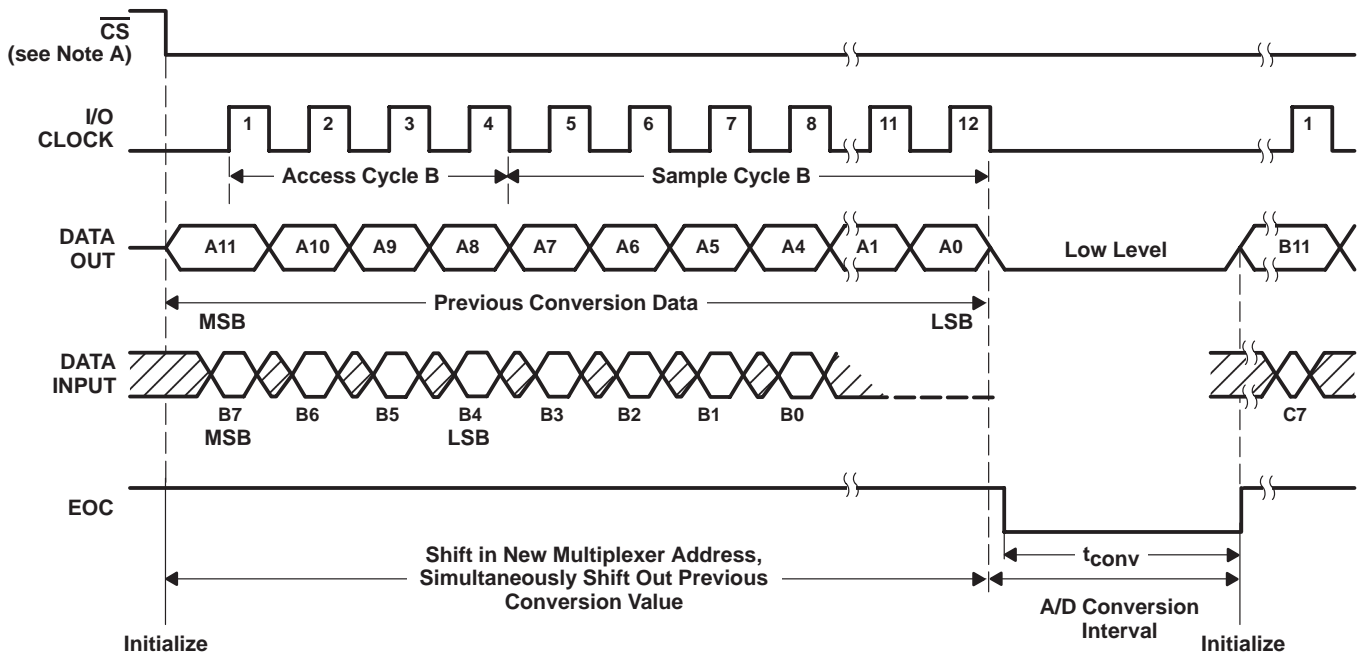 CS
(see Note A)
I/O
CLOCK
1 2 3 4 5 6 7 8 11 12 1
Access Cycle B Sample Cycle B
DATA
OUT
A11 A10 A9 A8 A7 A6 A5 A4 A1 A0 Low Level B11
Previous Conversion Data
MSB LSB
DATA
INPUT
B7 B6 B5 B4 B3 B2 B1 B0 C7
MSB LSB
EOC
Shift in New Multiplexer Address,
Simultaneously Shift Out Previous
Conversion Value
tconv
A/D Conversion
Interval
Initialize Initialize